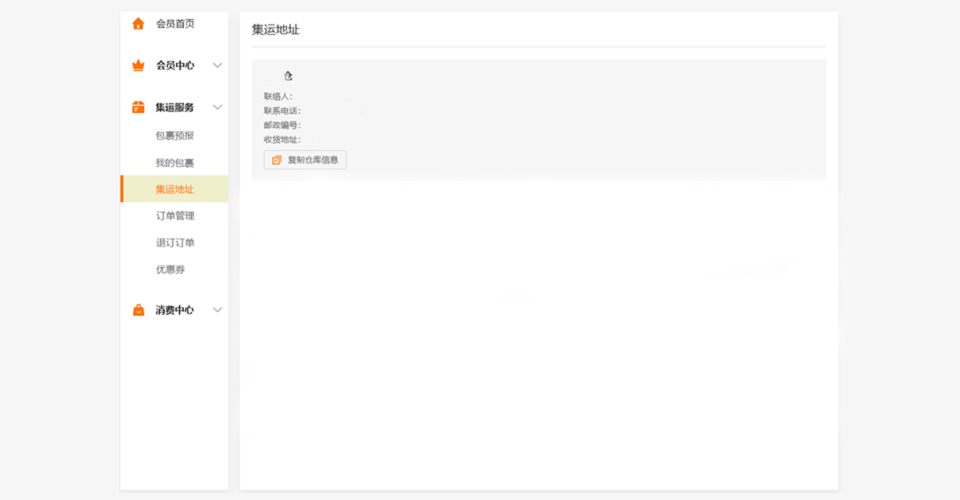 会员首页
会员中心
集运服务
包裹预报
我的包裹
集运地址
订单管理
退订订单
优惠券
消费中心
集运地址
联络人：
联系电话：
邮政编号：
收货地址：
复制仓库信息